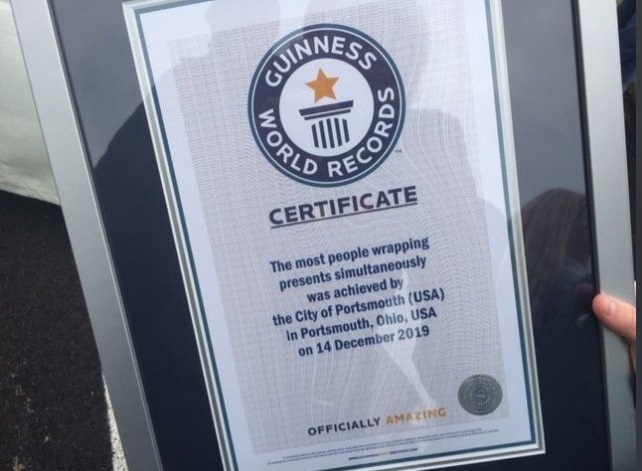 GUINNESS
WORLD RECORDS
CERTIFICATE
The most people wrapping
presents simultaneously
was achieved by
the City of Portsmouth (USA)
in Portsmouth, Ohio, USA
on 14 December 2019
OFFICIALLY AMAZING